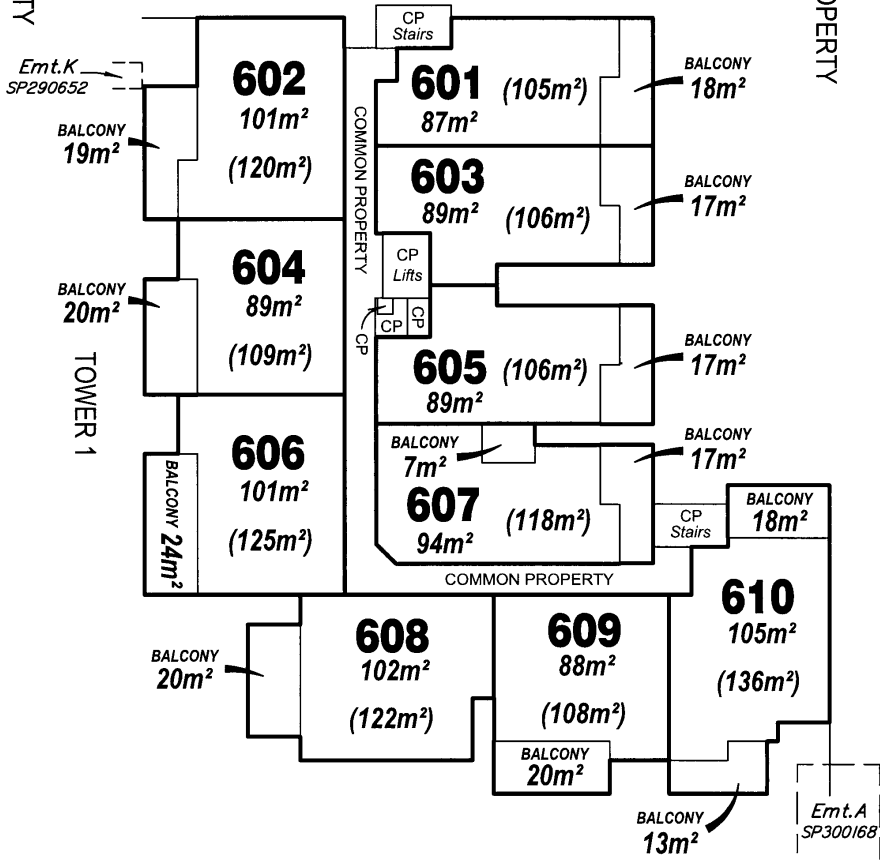 TY
OPERTY
Emt.K
SP290652
CP
Stairs
602
101m²
(120m²)
BALCONY
19m²
601
(105m²)
87m²
BALCONY
18m²
COMMON PROPERTY
603
89m²
(106m²)
BALCONY
17m²
CP
Lifts
604
89m²
(109m²)
BALCONY
20m²
CP
CP
CP
605
(106m²)
89m²
BALCONY
17m²
TOWER 1
606
101m²
(125m²)
BALCONY 24m²
BALCONY
7m²
BALCONY
17m²
607
(118m²)
94m²
CP
Stairs
BALCONY
18m²
COMMON PROPERTY
610
105m²
(136m²)
608
102m²
(122m²)
BALCONY
20m²
609
88m²
(108m²)
BALCONY
20m²
BALCONY
13m²
Emt.A
SP300168